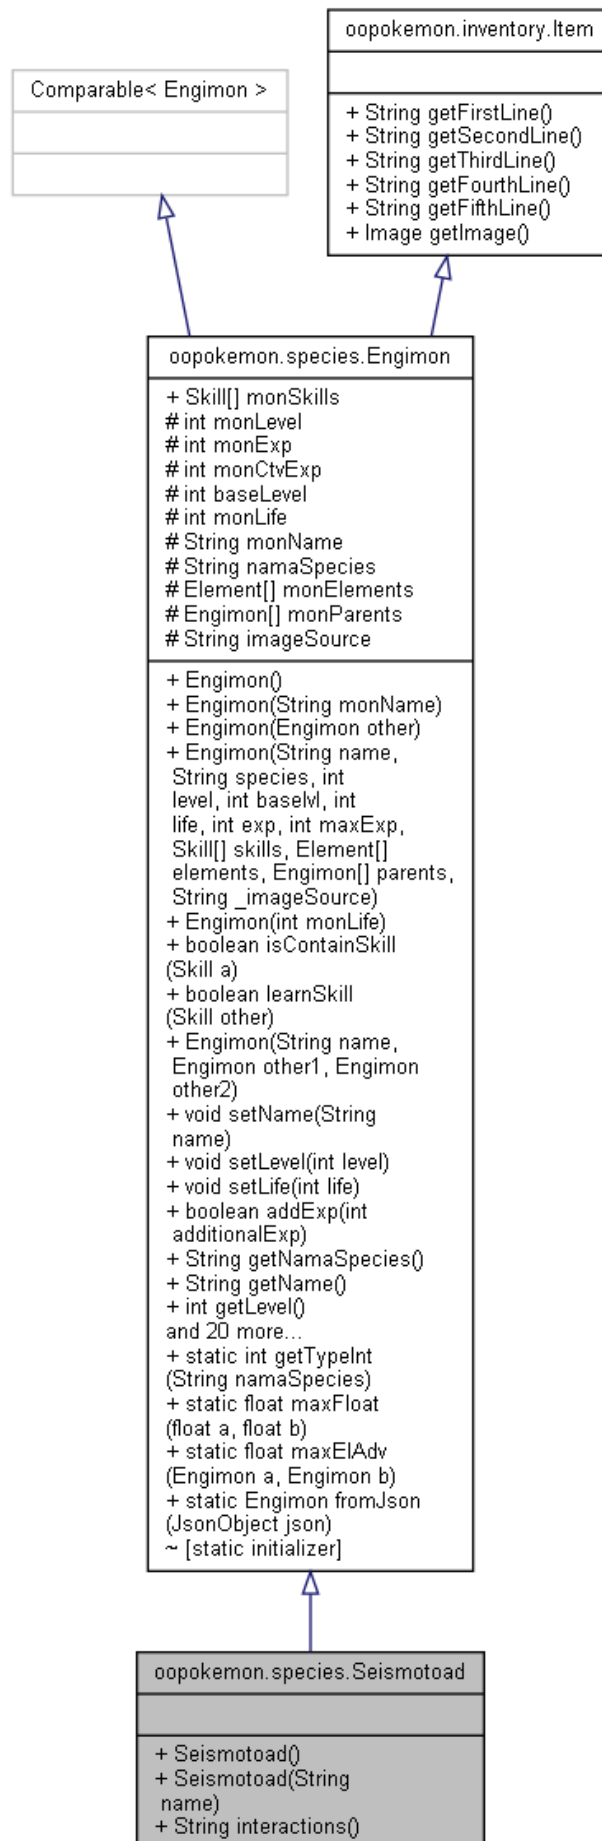 oopokemon.inventory.Item
+ String getFirstLine()
+ String getSecondLine()
+ String getThirdLine()
+ String getFourthLine()
+ String getFifthLine()
+ Image getImage()
Comparable< Engimon >
oopokemon.species.Engimon
+ Skill[] monSkills
# int monLevel
# int monExp
# int monCtvExp
# int baseLevel
# int monLife
# String monName
# String namaSpecies
# Element[] monElements
# Engimon[] monParents
# String imageSource
+ Engimon()
+ Engimon(String monName)
+ Engimon(Engimon other)
+ Engimon(String name,
String species, int
level, int baselvl, int
life, int exp, int maxExp,
Skill[] skills, Element[]
elements, Engimon[] parents,
String _imageSource)
+ Engimon(int monLife)
+ boolean isContainSkill
(Skill a)
+ boolean learnSkill
(Skill other)
+ Engimon(String name,
Engimon other1, Engimon
other2)
+ void setName(String
name)
+ void setLevel(int level)
+ void setLife(int life)
+ boolean addExp(int
additionalExp)
+ String getNamaSpecies()
+ String getName()
+ int getLevel()
and 20 more...
+ static int getTypeInt
(String namaSpecies)
+ static float maxFloat
(float a, float b)
+ static float maxElAdv
(Engimon a, Engimon b)
+ static Engimon fromJson
(JsonObject json)
~ [static initializer]
oopokemon.species.Seismotoad
+ Seismotoad()
+ Seismotoad(String
name)
+ String interactions()